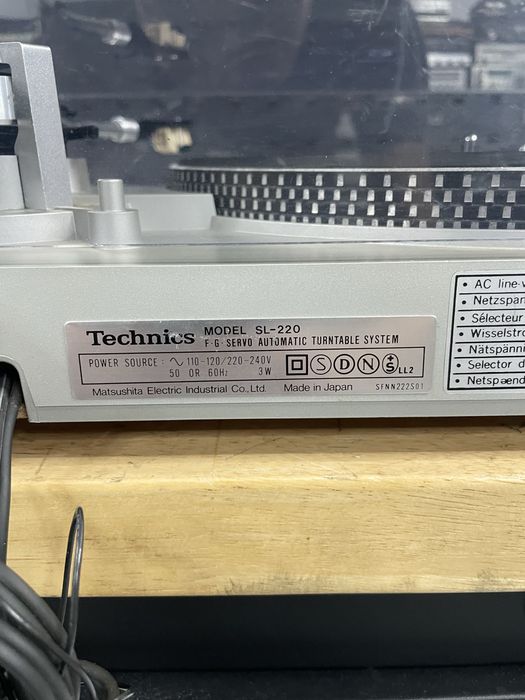 Technics MODEL SL-220
F·G·SERVO AUTOMATIC TURNTABLE SYSTEM
POWER SOURCE : ∿ 110-120/220-240V
50 OR 60Hz 3W
S D N +S LL2
Matsushita Electric Industrial Co., Ltd. Made in Japan SFNN222S01
• AC line-
• Netzspan
• Sélecteur
• Wisselstro
• Nätspänni
• Selector d
• Netspænd